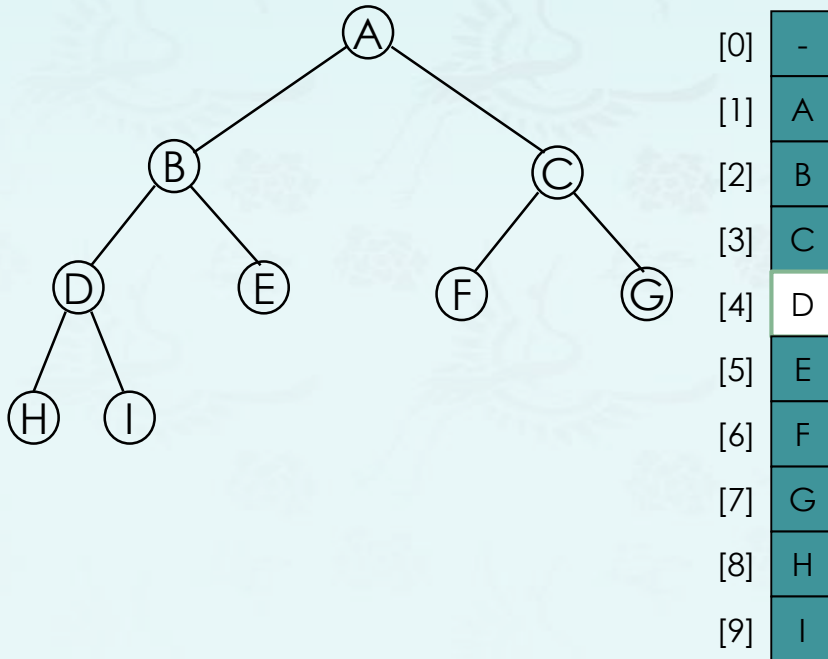 A
B
C
D
E
F
G
H
I
[0] -
[1] A
[2] B
[3] C
[4] D
[5] E
[6] F
[7] G
[8] H
[9] I